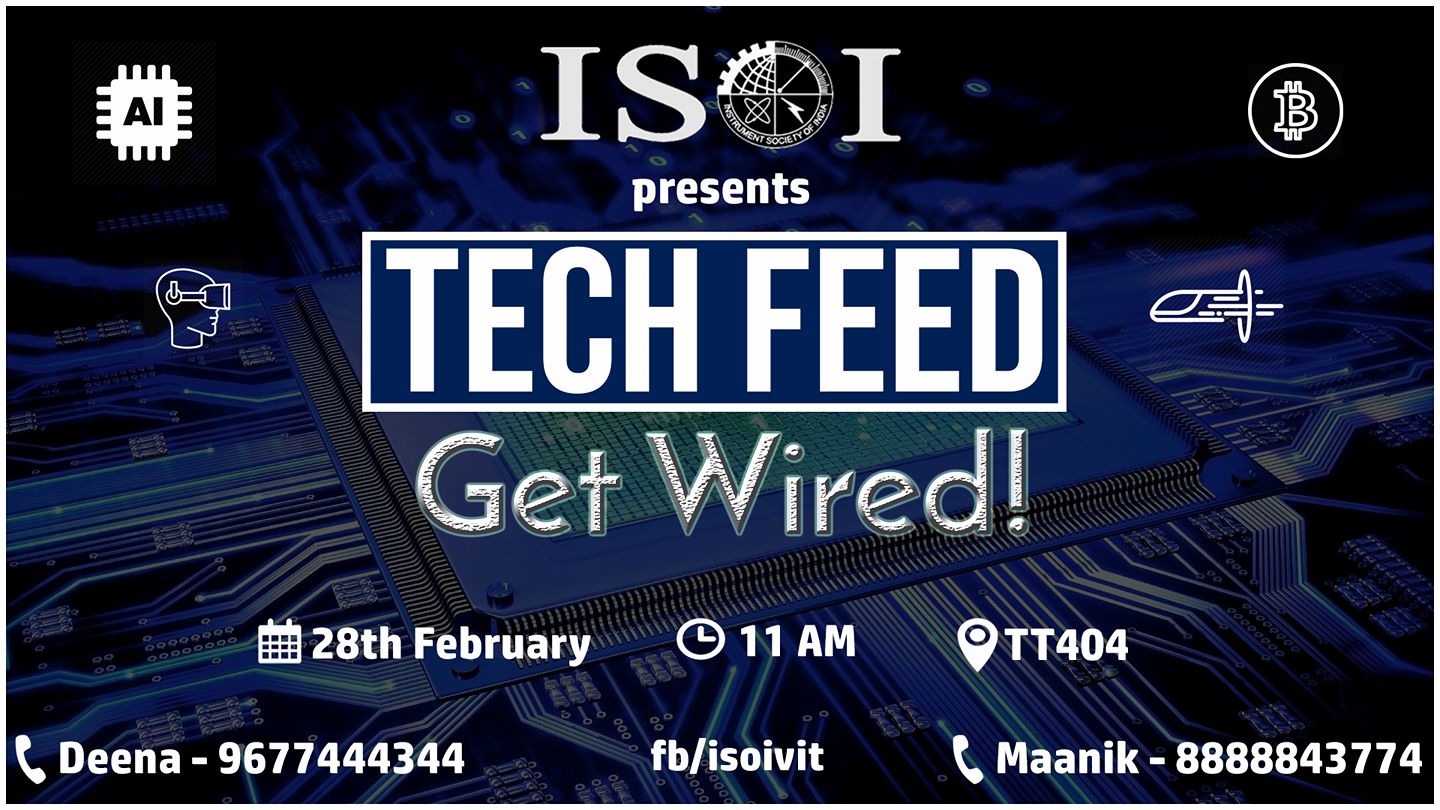 AI
ISOI
INSTRUMENT SOCIETY OF INDIA
B
presents
TECH FEED
Get Wired!
28th February
11 AM
TT404
Deena - 9677444344
fb/isoivit
Maanik - 8888843774